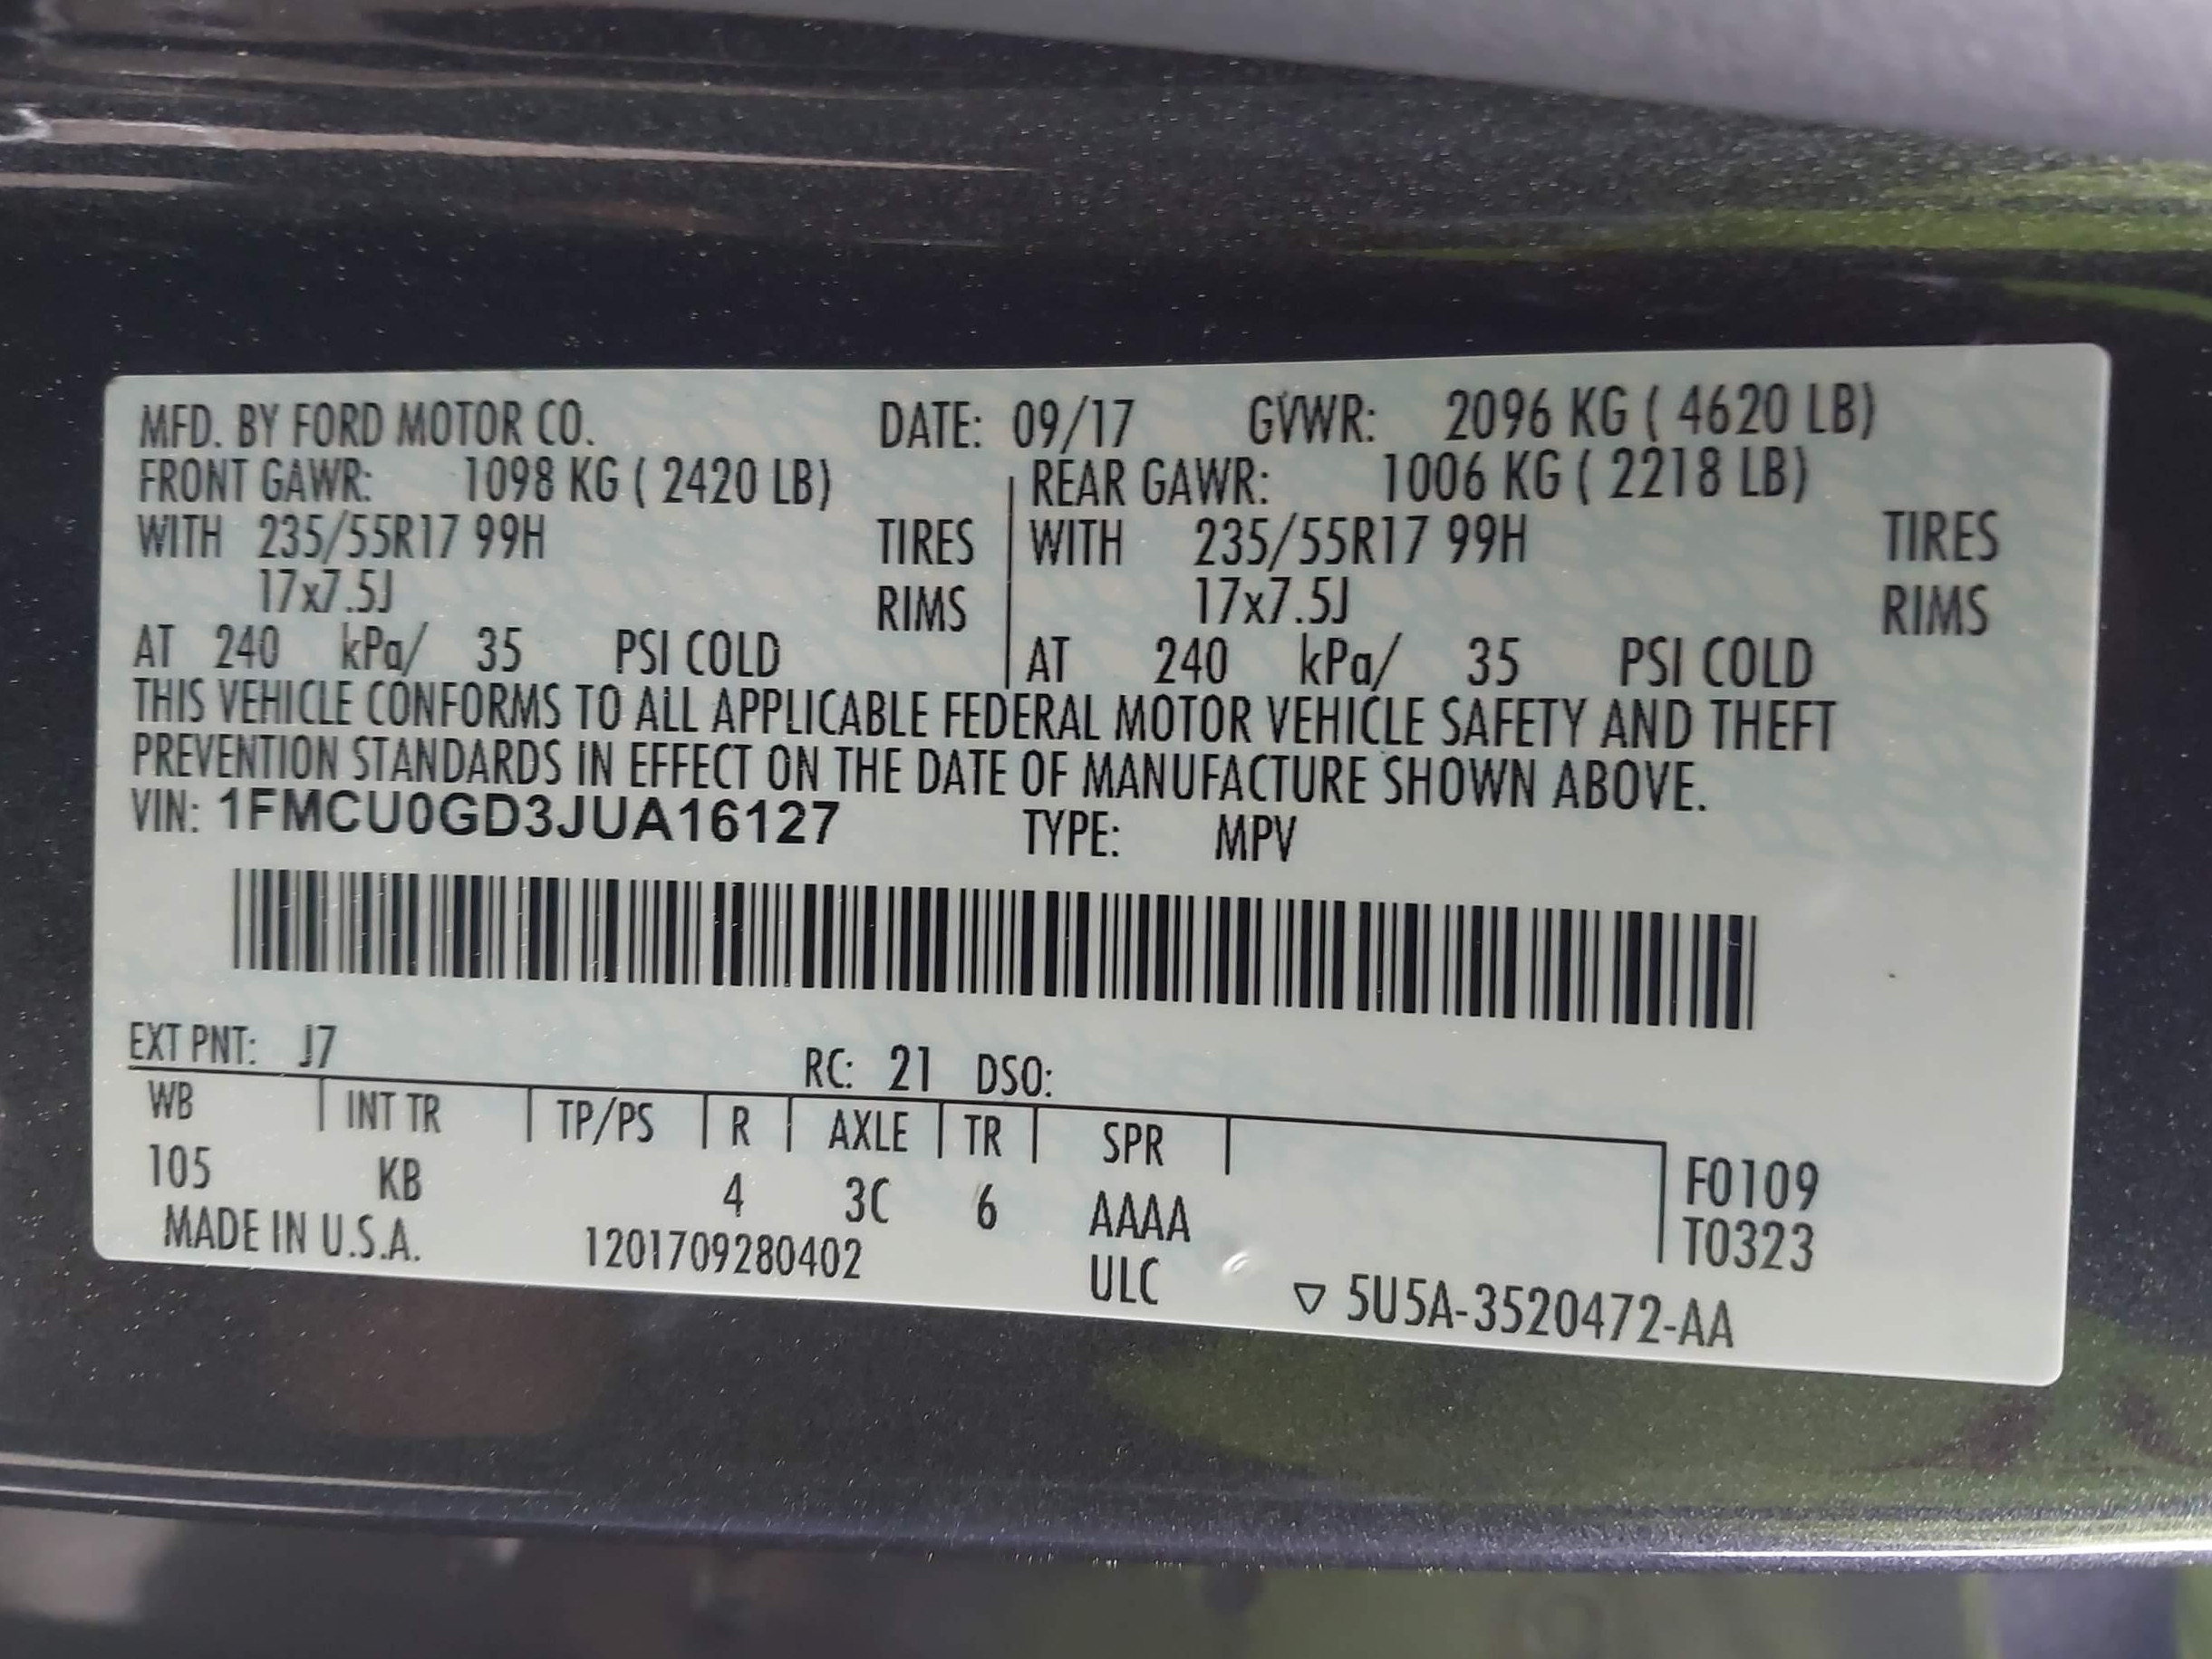 MFD. BY FORD MOTOR CO. DATE: 09/17 GVWR: 2096 KG ( 4620 LB)
FRONT GAWR: 1098 KG ( 2420 LB) REAR GAWR: 1006 KG ( 2218 LB)
WITH 235/55R17 99H TIRES WITH 235/55R17 99H TIRES
17x7.5J RIMS 17x7.5J RIMS
AT 240 kPa/ 35 PSI COLD AT 240 kPa/ 35 PSI COLD
THIS VEHICLE CONFORMS TO ALL APPLICABLE FEDERAL MOTOR VEHICLE SAFETY AND THEFT
PREVENTION STANDARDS IN EFFECT ON THE DATE OF MANUFACTURE SHOWN ABOVE.
VIN: 1FMCU0GD3JUA16127 TYPE: MPV
EXT PNT: J7 RC: 21 DSO:
WB INT TR TP/PS R AXLE TR SPR
105 KB 4 3C 6 AAAA F0109
MADE IN U.S.A. 1201709280402 ULC T0323
▽ 5U5A-3520472-AA